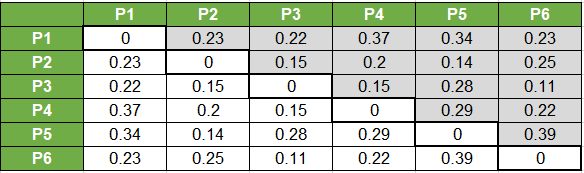 P1 P2 P3 P4 P5 P6
P1 0 0.23 0.22 0.37 0.34 0.23
P2 0.23 0 0.15 0.2 0.14 0.25
P3 0.22 0.15 0 0.15 0.28 0.11
P4 0.37 0.2 0.15 0 0.29 0.22
P5 0.34 0.14 0.28 0.29 0 0.39
P6 0.23 0.25 0.11 0.22 0.39 0